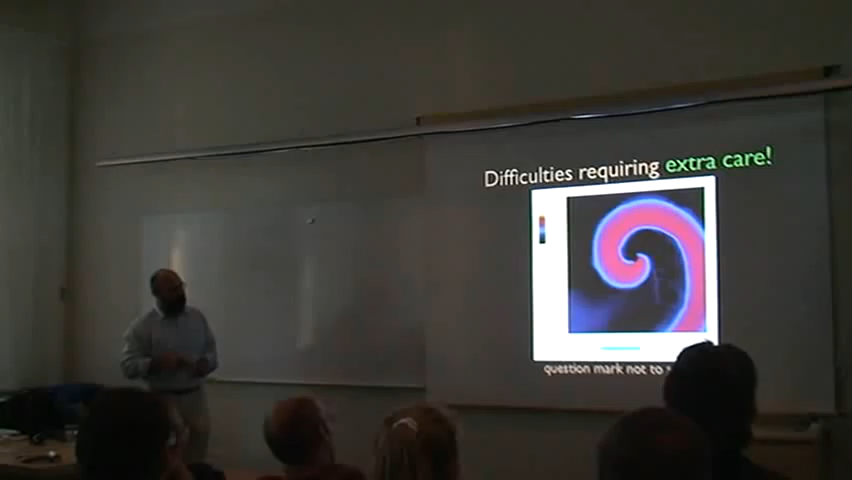 Difficulties requiring extra care!
question mark not to